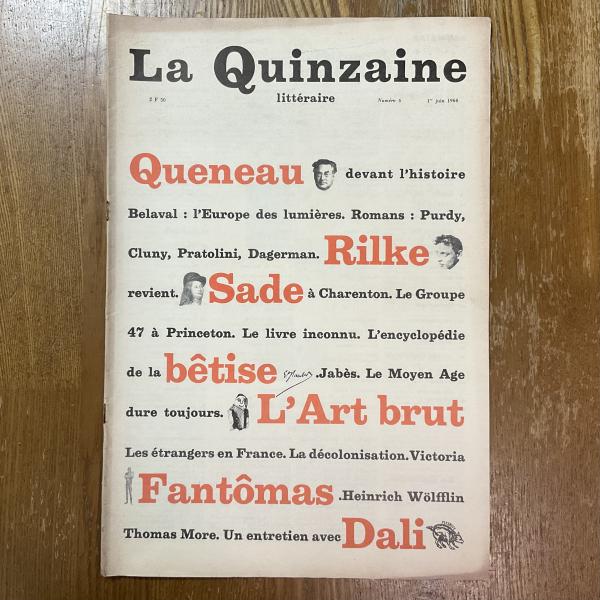 La Quinzaine
2 F 50 littéraire Numéro 6 1er juin 1966
Queneau devant l'histoire
Belaval : l'Europe des lumières. Romans : Purdy,
Cluny, Pratolini, Dagerman. Rilke
revient. Sade à Charenton. Le Groupe
47 à Princeton. Le livre inconnu. L'encyclopédie
de la bêtise .Jabès. Le Moyen Age
dure toujours. L'Art brut
Les étrangers en France. La décolonisation.Victoria
Fantômas .Heinrich Wölfflin
Thomas More. Un entretien avec Dali